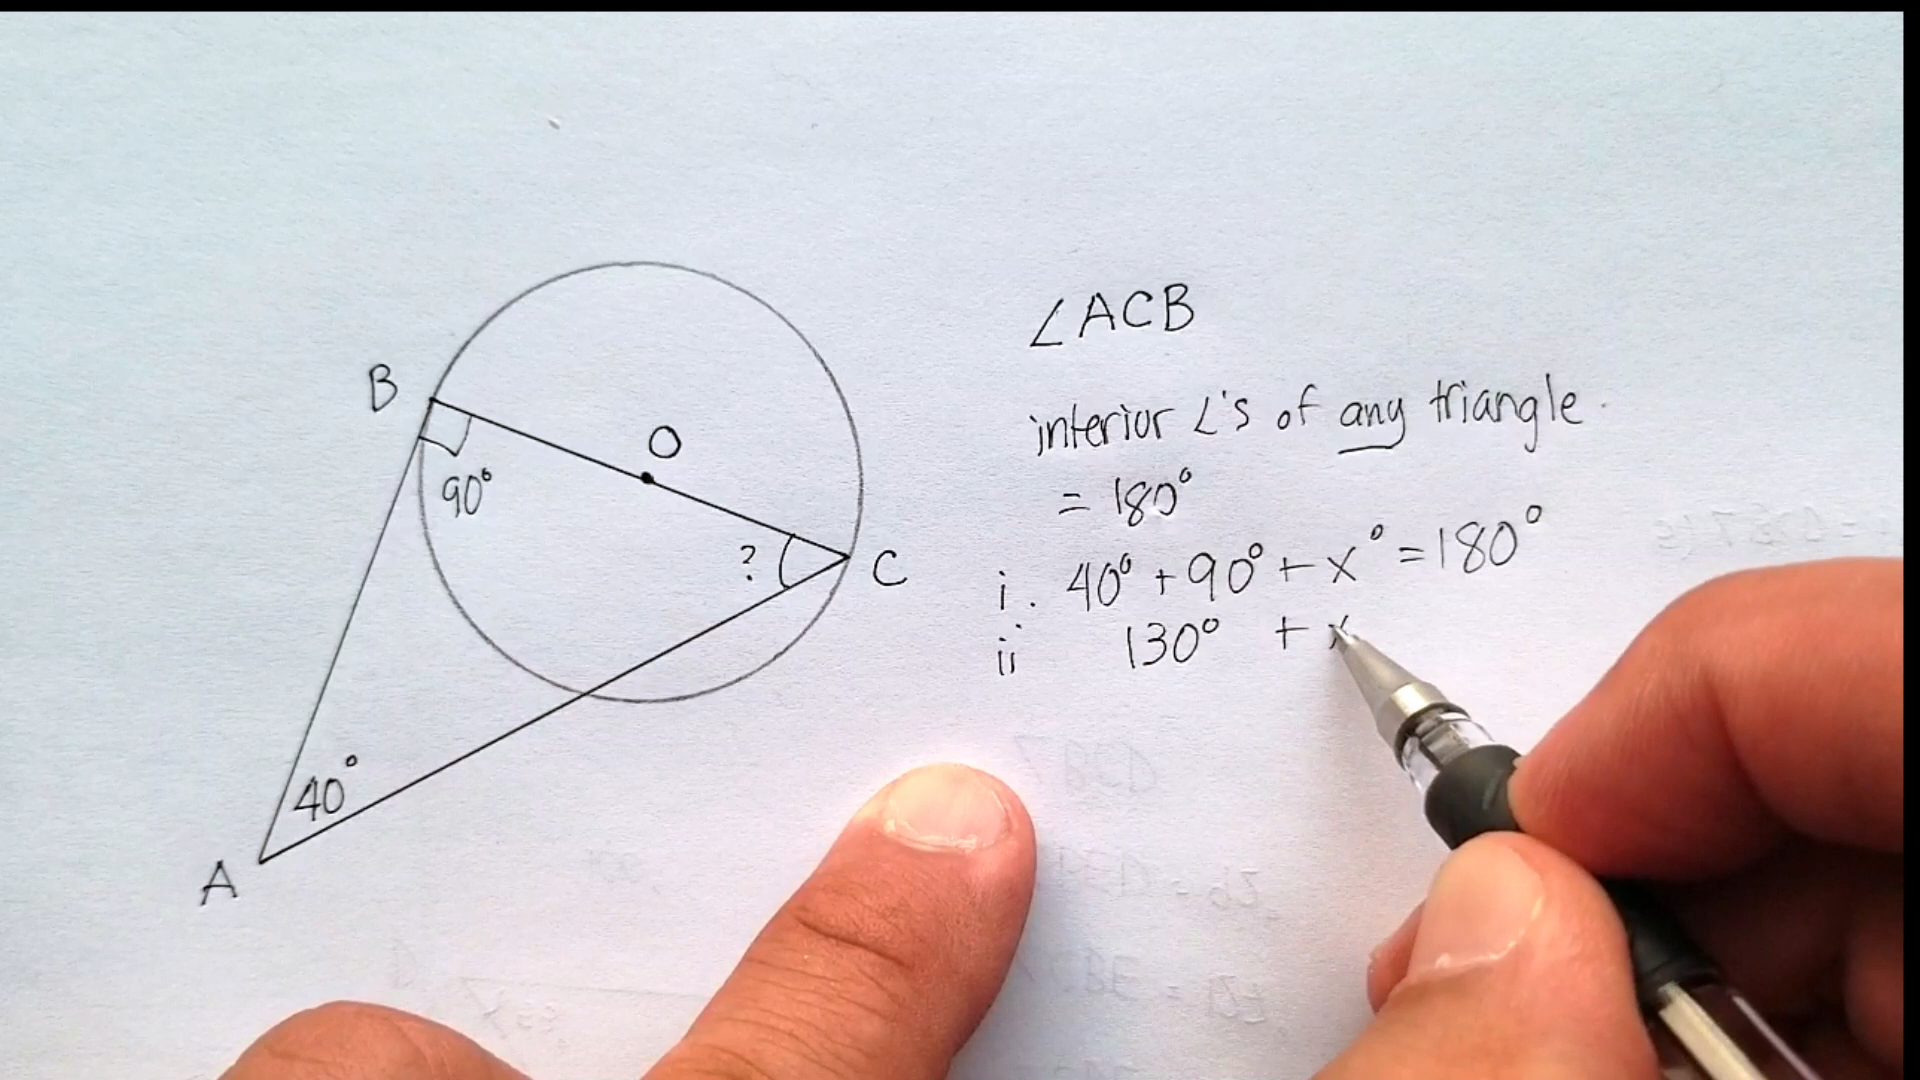 B
O
90°
?
C
40°
A
∠ACB
interior ∠'s of any triangle.
= 180°
i. 40° + 90° + x° = 180°
ii 130° + x